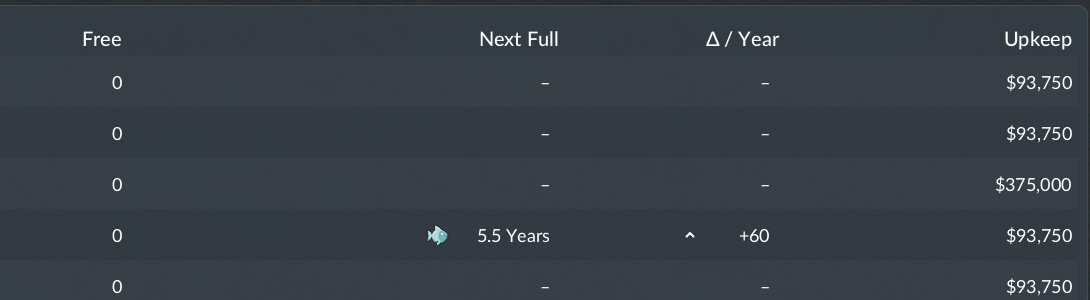 Free Next Full Δ / Year Upkeep
0 – – $93,750
0 – – $93,750
0 – – $375,000
0 5.5 Years +60 $93,750
0 – – $93,750